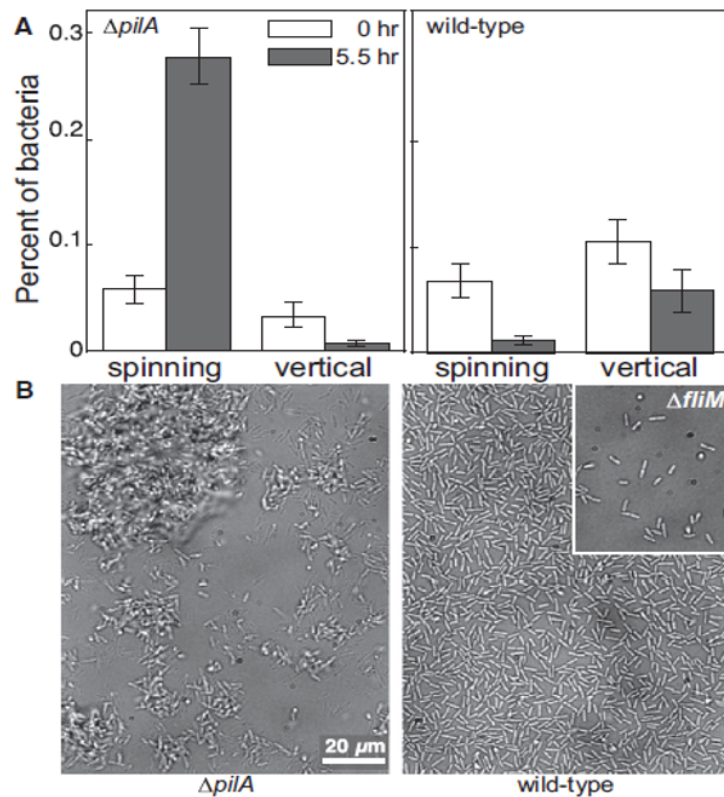 A
ΔpilA
0 hr
5.5 hr
wild-type
Percent of bacteria
0.3
0.2
0.1
0
spinning
vertical
spinning
vertical
B
ΔfliM
20 µm
ΔpilA
wild-type